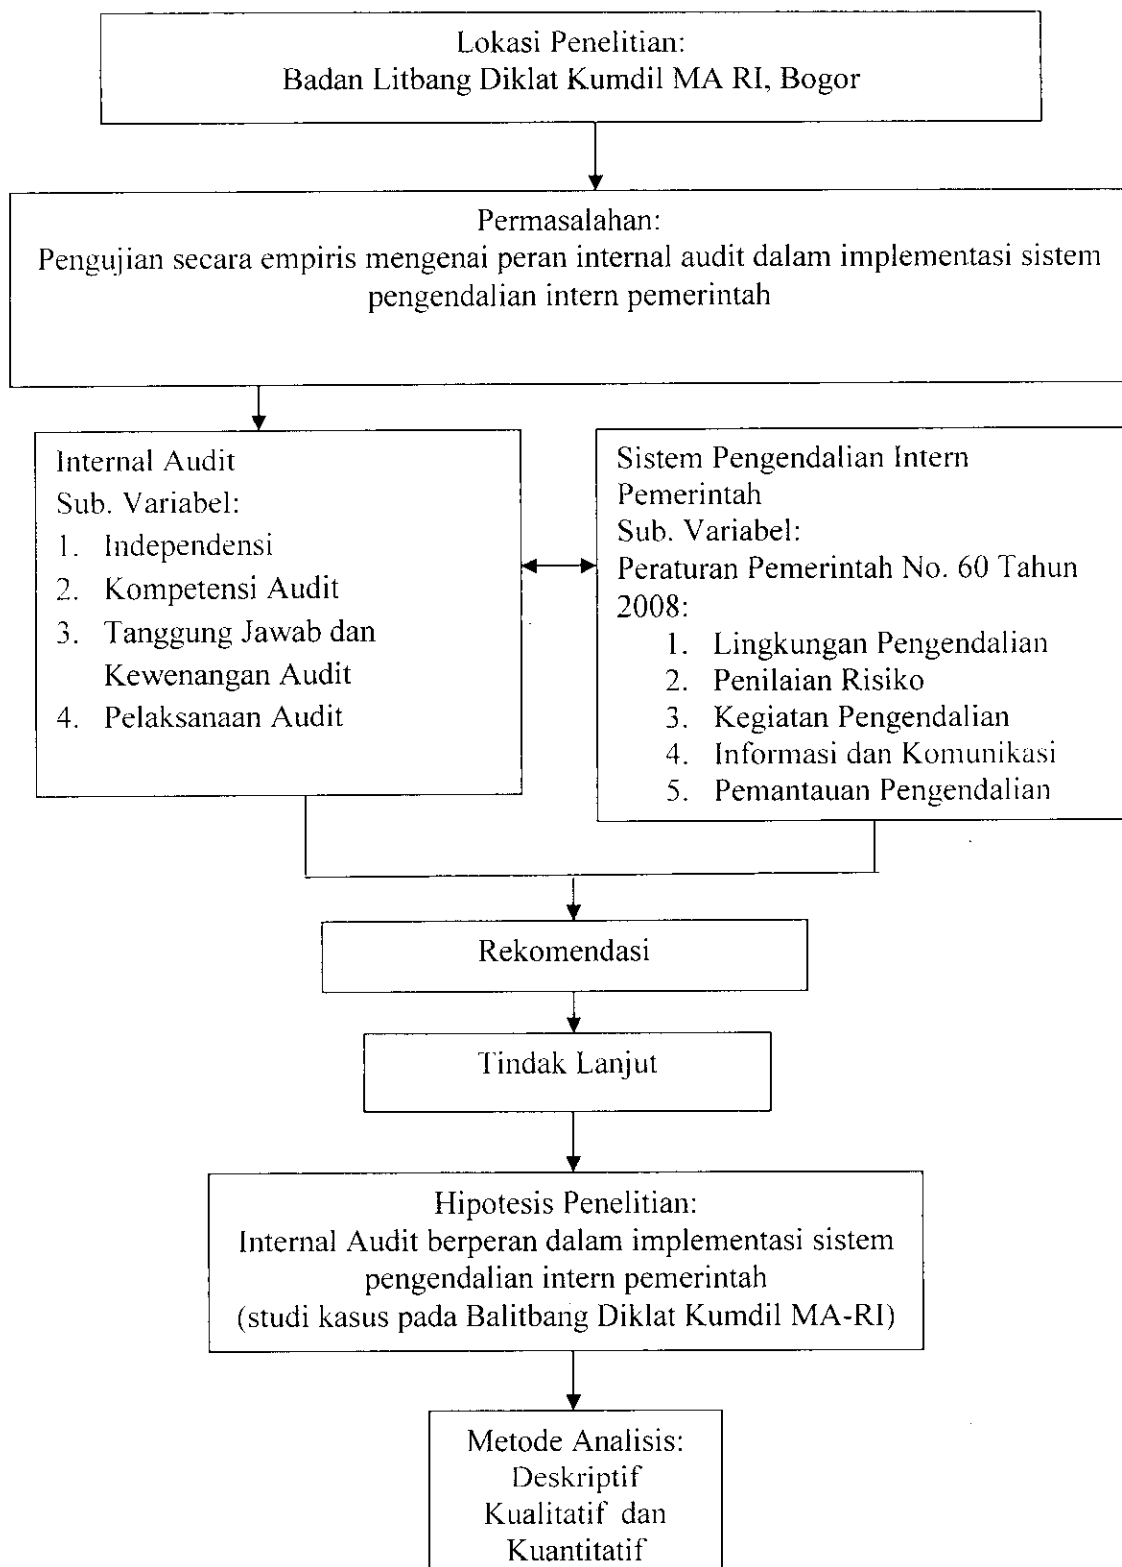 Lokasi Penelitian:
Badan Litbang Diklat Kumdil MA RI, Bogor
Permasalahan:
Pengujian secara empiris mengenai peran internal audit dalam implementasi sistem
pengendalian intern pemerintah
Internal Audit
Sub. Variabel:
1. Independensi
2. Kompetensi Audit
3. Tanggung Jawab dan
Kewenangan Audit
4. Pelaksanaan Audit
Sistem Pengendalian Intern
Pemerintah
Sub. Variabel:
Peraturan Pemerintah No. 60 Tahun
2008:
1. Lingkungan Pengendalian
2. Penilaian Risiko
3. Kegiatan Pengendalian
4. Informasi dan Komunikasi
5. Pemantauan Pengendalian
Rekomendasi
Tindak Lanjut
Hipotesis Penelitian:
Internal Audit berperan dalam implementasi sistem
pengendalian intern pemerintah
(studi kasus pada Balitbang Diklat Kumdil MA-RI)
Metode Analisis:
Deskriptif
Kualitatif dan
Kuantitatif